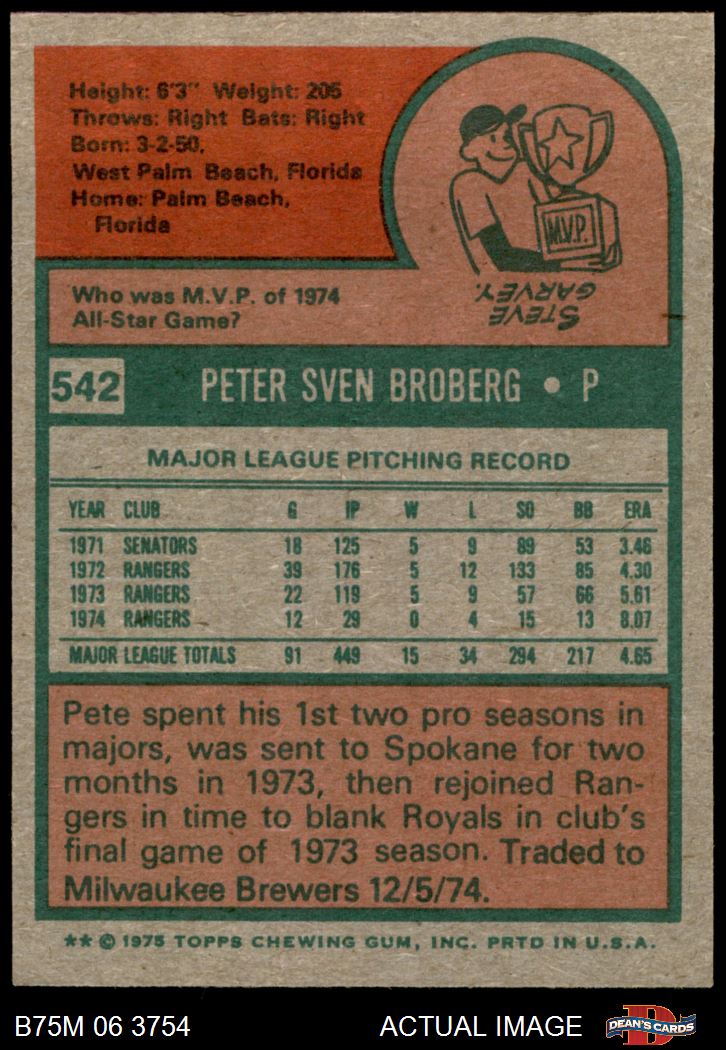 Height: 6'3" Weight: 205
Throws: Right Bats: Right
Born: 3-2-50,
West Palm Beach, Florida
Home: Palm Beach,
Florida
M.V.P.
STEVE
GARVEY.
Who was M.V.P. of 1974
All-Star Game?
542 PETER SVEN BROBERG • P
MAJOR LEAGUE PITCHING RECORD
YEAR CLUB G IP W L SO BB ERA
1971 SENATORS 18 125 5 9 89 53 3.46
1972 RANGERS 39 176 5 12 133 85 4.30
1973 RANGERS 22 119 5 9 57 66 5.61
1974 RANGERS 12 29 0 4 15 13 8.07
MAJOR LEAGUE TOTALS 91 449 15 34 294 217 4.65
Pete spent his 1st two pro seasons in
majors, was sent to Spokane for two
months in 1973, then rejoined Ran-
gers in time to blank Royals in club's
final game of 1973 season. Traded to
Milwaukee Brewers 12/5/74.
** © 1975 TOPPS CHEWING GUM, INC. PRTD IN U.S.A.
B75M 06 3754 ACTUAL IMAGE D DEAN'S CARDS